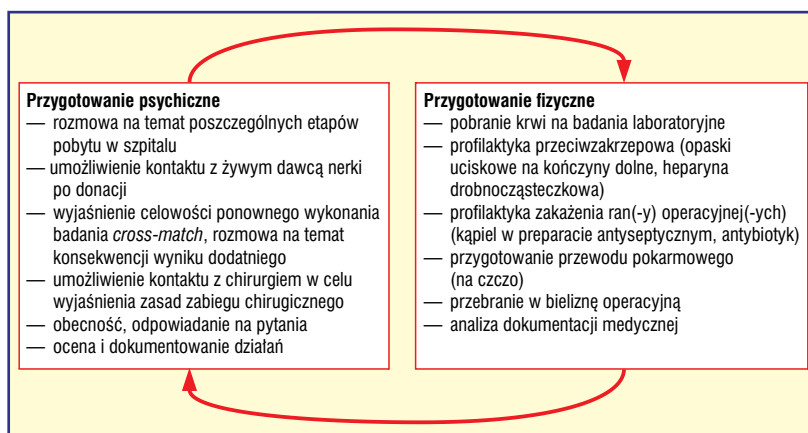 Przygotowanie psychiczne
— rozmowa na temat poszczególnych etapów
pobytu w szpitalu
— umożliwienie kontaktu z żywym dawcą nerki
po donacji
— wyjaśnienie celowości ponownego wykonania
badania cross-match, rozmowa na temat
konsekwencji wyniku dodatniego
— umożliwienie kontaktu z chirurgiem w celu
wyjaśnienia zasad zabiegu chirugicznego
— obecność, odpowiadanie na pytania
— ocena i dokumentowanie działań
Przygotowanie fizyczne
— pobranie krwi na badania laboratoryjne
— profilaktyka przeciwzakrzepowa (opaski
uciskowe na kończyny dolne, heparyna
drobnocząsteczkowa)
— profilaktyka zakażenia ran(-y) operacyjnej(-ych)
(kąpiel w preparacie antyseptycznym, antybiotyk)
— przygotowanie przewodu pokarmowego
(na czczo)
— przebranie w bieliznę operacyjną
— analiza dokumentacji medycznej